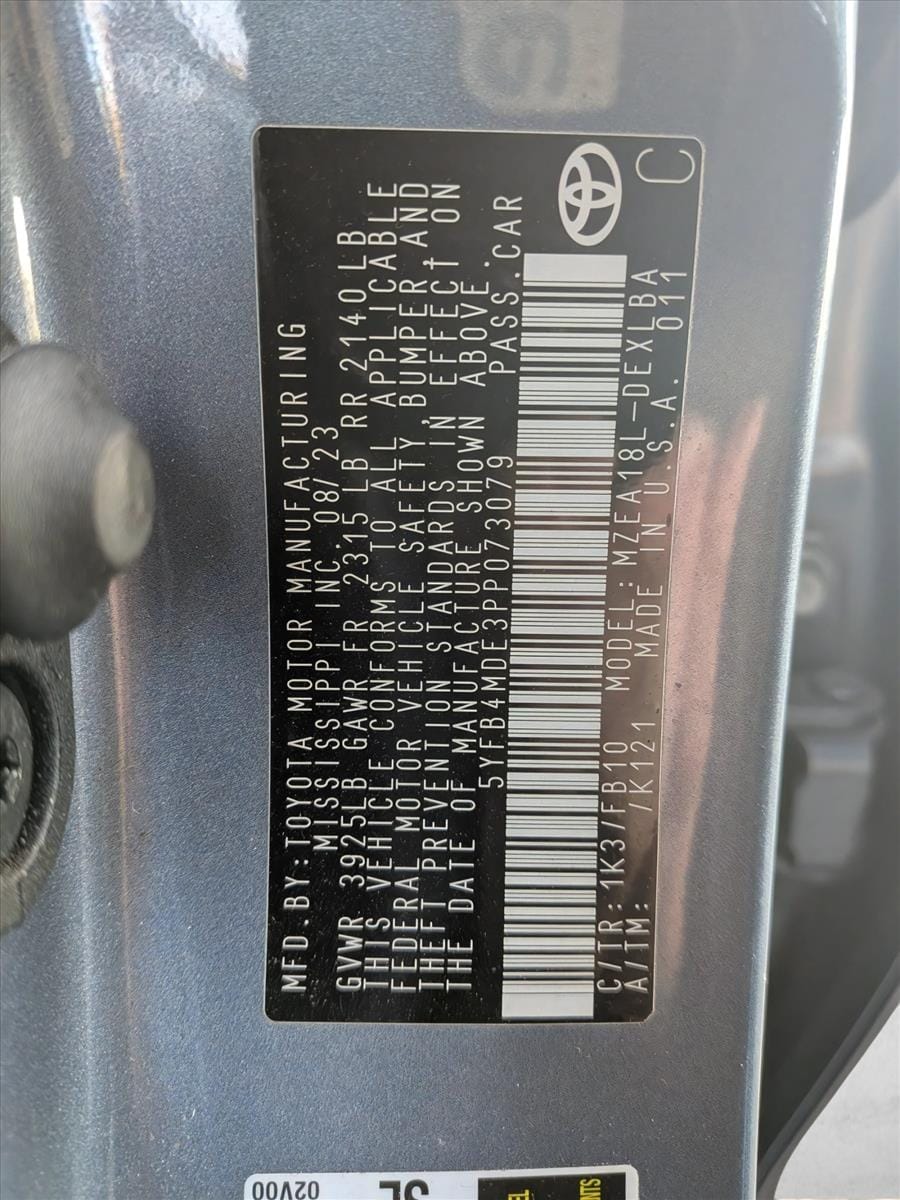 MFD.BY:TOYOTA MOTOR MANUFACTURING
MISSISSIPPI INC.08/23
GVWR 3925LB GAWR FR 2315 LB RR 2140LB
THIS VEHICLE CONFORMS TO ALL APPLICABLE
FEDERAL MOTOR VEHICLE SAFETY, BUMPER, AND
THEFT PREVENTION STANDARDS IN EFFECT ON
THE DATE OF MANUFACTURE SHOWN ABOVE.
5YFB4MDE3PP073079 PASS.CAR
C/TR:1K3/FB10 MODEL:MZEA18L-DEXLBA
A/TM: /K121 MADE IN U.S.A. 011
C
02V00